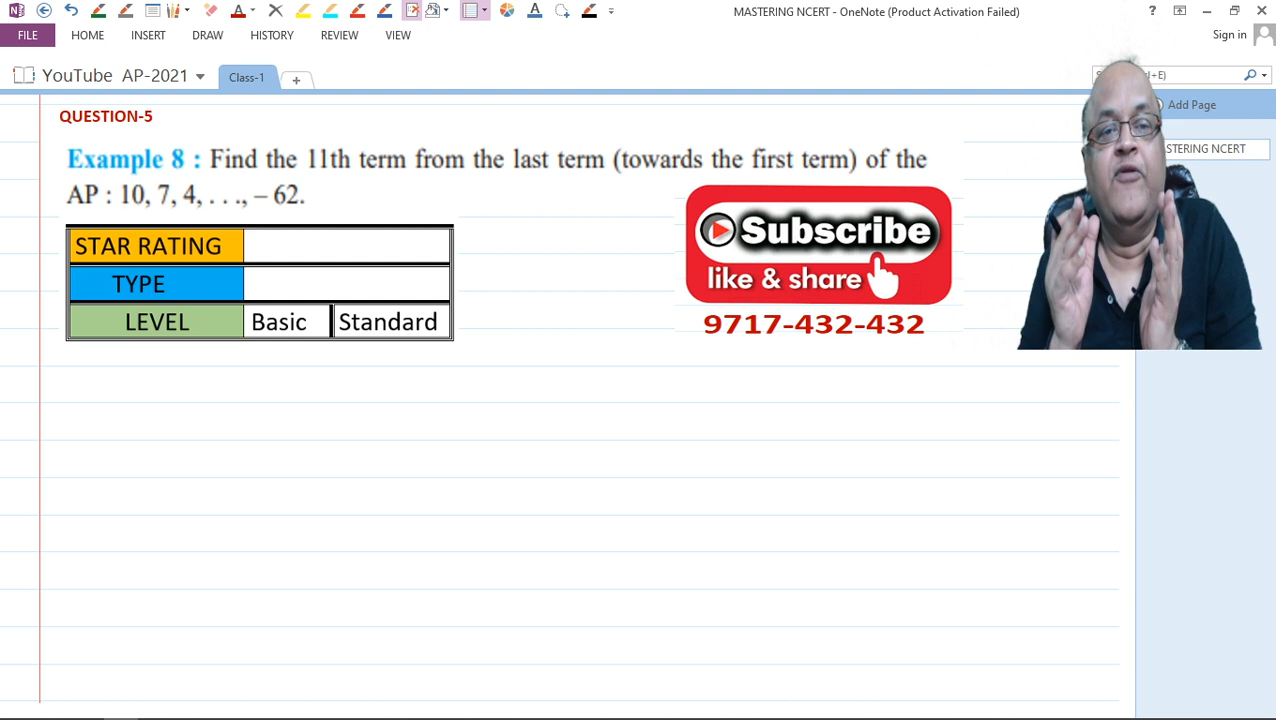 MASTERING NCERT - OneNote (Product Activation Failed)
FILE HOME INSERT DRAW HISTORY REVIEW VIEW
Sign in
YouTube AP-2021
Class-1
Add Page
QUESTION-5
Example 8 : Find the 11th term from the last term (towards the first term) of the
AP : 10, 7, 4, . . ., – 62.
STAR RATING
TYPE
LEVEL Basic Standard
Subscribe
like & share
9717-432-432
NCERT